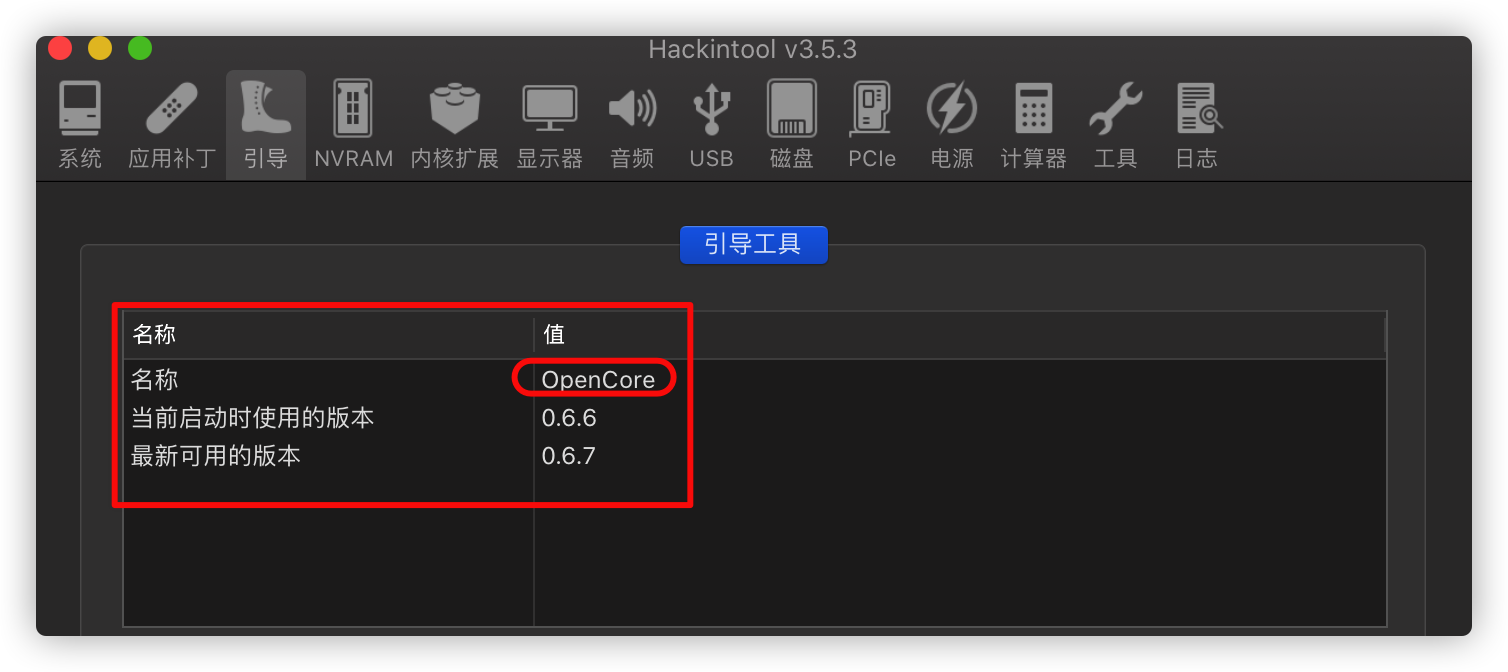 Hackintool v3.5.3
系统 应用补丁 引导 NVRAM 内核扩展 显示器 音频 USB 磁盘 PCIe 电源 计算器 工具 日志
引导工具
名称 值
名称 OpenCore
当前启动时使用的版本 0.6.6
最新可用的版本 0.6.7